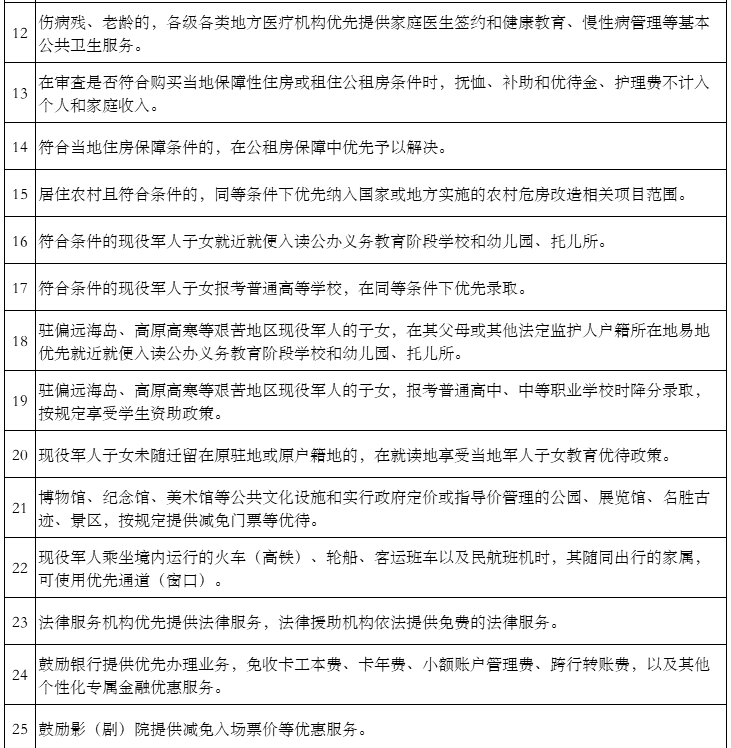 12 伤病残、老龄的，各级各类地方医疗机构优先提供家庭医生签约和健康教育、慢性病管理等基本
公共卫生服务。
13 在审查是否符合购买当地保障性住房或租住公租房条件时，抚恤、补助和优待金、护理费不计入
个人和家庭收入。
14 符合当地住房保障条件的，在公租房保障中优先予以解决。
15 居住农村且符合条件的，同等条件下优先纳入国家或地方实施的农村危房改造相关项目范围。
16 符合条件的现役军人子女就近就便入读公办义务教育阶段学校和幼儿园、托儿所。
17 符合条件的现役军人子女报考普通高等学校，在同等条件下优先录取。
18 驻偏远海岛、高原高寒等艰苦地区现役军人的子女，在其父母或其他法定监护人户籍所在地易地
优先就近就便入读公办义务教育阶段学校和幼儿园、托儿所。
19 驻偏远海岛、高原高寒等艰苦地区现役军人的子女，报考普通高中、中等职业学校时降分录取，
按规定享受学生资助政策。
20 现役军人子女未随迁留在原驻地或原户籍地的，在就读地享受当地军人子女教育优待政策。
21 博物馆、纪念馆、美术馆等公共文化设施和实行政府定价或指导价管理的公园、展览馆、名胜古
迹、景区，按规定提供减免门票等优待。
22 现役军人乘坐境内运行的火车（高铁）、轮船、客运班车以及民航班机时，其随同出行的家属，
可使用优先通道（窗口）。
23 法律服务机构优先提供法律服务，法律援助机构依法提供免费的法律服务。
24 鼓励银行提供优先办理业务，免收卡工本费、卡年费、小额账户管理费、跨行转账费，以及其他
个性化专属金融优惠服务。
25 鼓励影（剧）院提供减免入场票价等优惠服务。